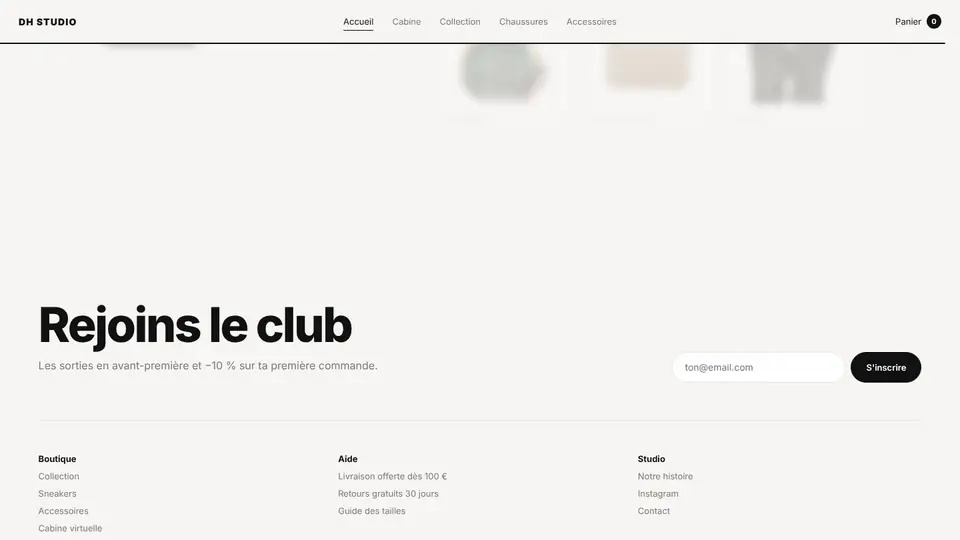 DH STUDIO
Accueil Cabine Collection Chaussures Accessoires
Panier 0
Rejoins le club
Les sorties en avant-première et −10 % sur ta première commande.
ton@email.com
S'inscrire
Boutique
Collection
Sneakers
Accessoires
Cabine virtuelle
Aide
Livraison offerte dès 100 €
Retours gratuits 30 jours
Guide des tailles
Studio
Notre histoire
Instagram
Contact